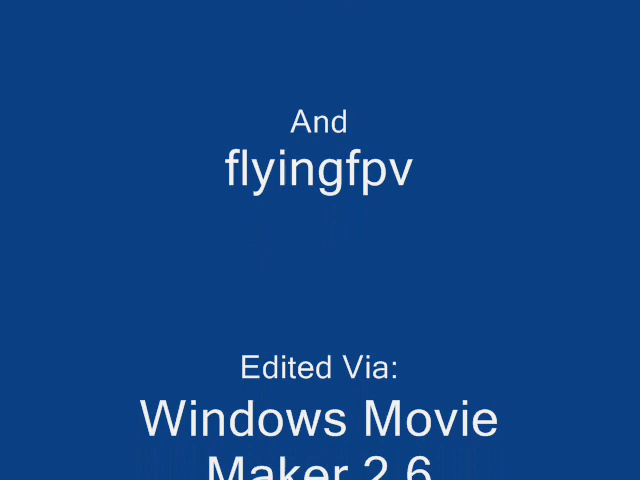 And
flyingfpv
Edited Via:
Windows Movie
Maker 2.6